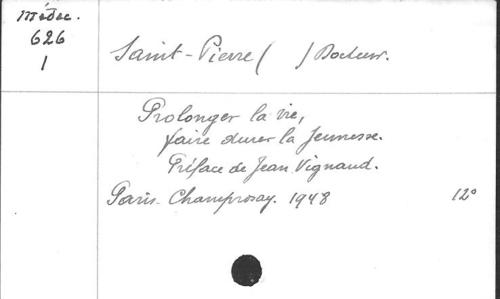 Médec.
626
1
Saint-Pierre ( ) Docteur.
Prolonger la vie,
faire durer la Jeunesse.
Préface de Jean Vignaud.
Paris. Champrosay. 1948 12°